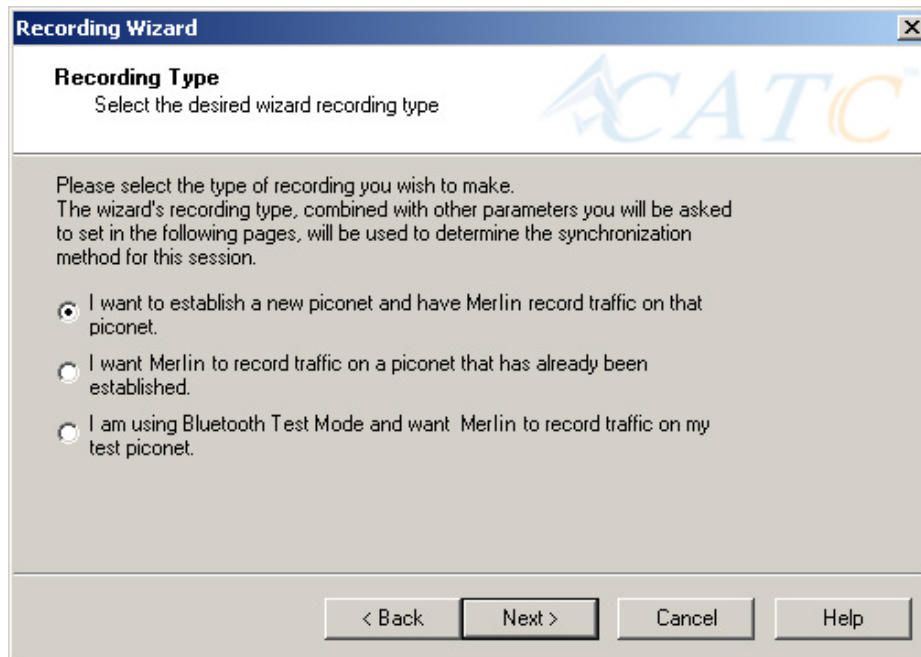 Recording Wizard
Recording Type
Select the desired wizard recording type
CATC
Please select the type of recording you wish to make.
The wizard's recording type, combined with other parameters you will be asked
to set in the following pages, will be used to determine the synchronization
method for this session.
I want to establish a new piconet and have Merlin record traffic on that
piconet.
I want Merlin to record traffic on a piconet that has already been
established.
I am using Bluetooth Test Mode and want Merlin to record traffic on my
test piconet.
< Back
Next >
Cancel
Help